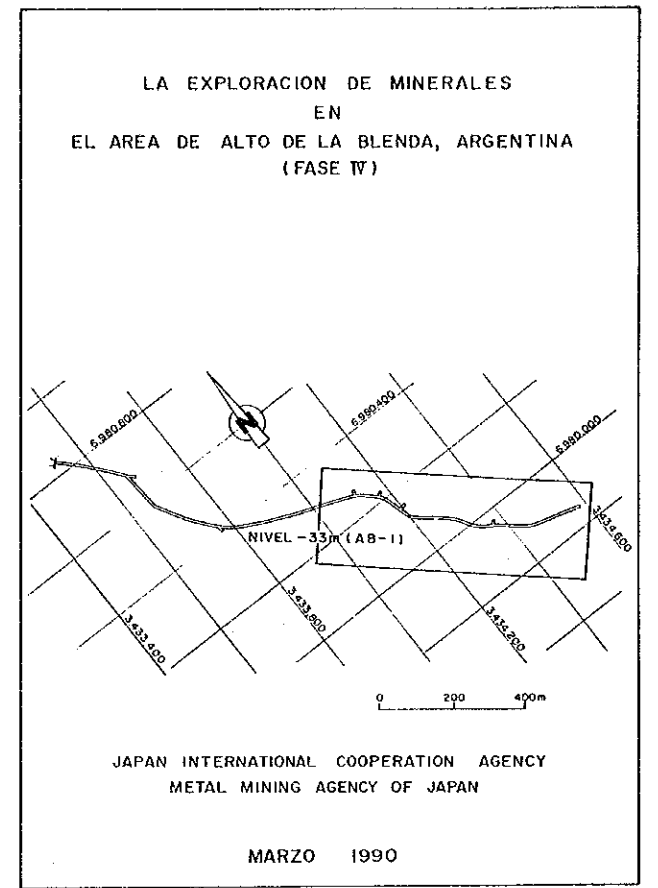 LA EXPLORACION DE MINERALES
EN
EL AREA DE ALTO DE LA BLENDA, ARGENTINA
(FASE IV)
6,980,800
N
6,980,400
6,980,000
NIVEL -33m (AB-1)
3,433,400
3,433,800
3,434,200
3,434,600
0 200 400m
JAPAN INTERNATIONAL COOPERATION AGENCY
METAL MINING AGENCY OF JAPAN
MARZO 1990